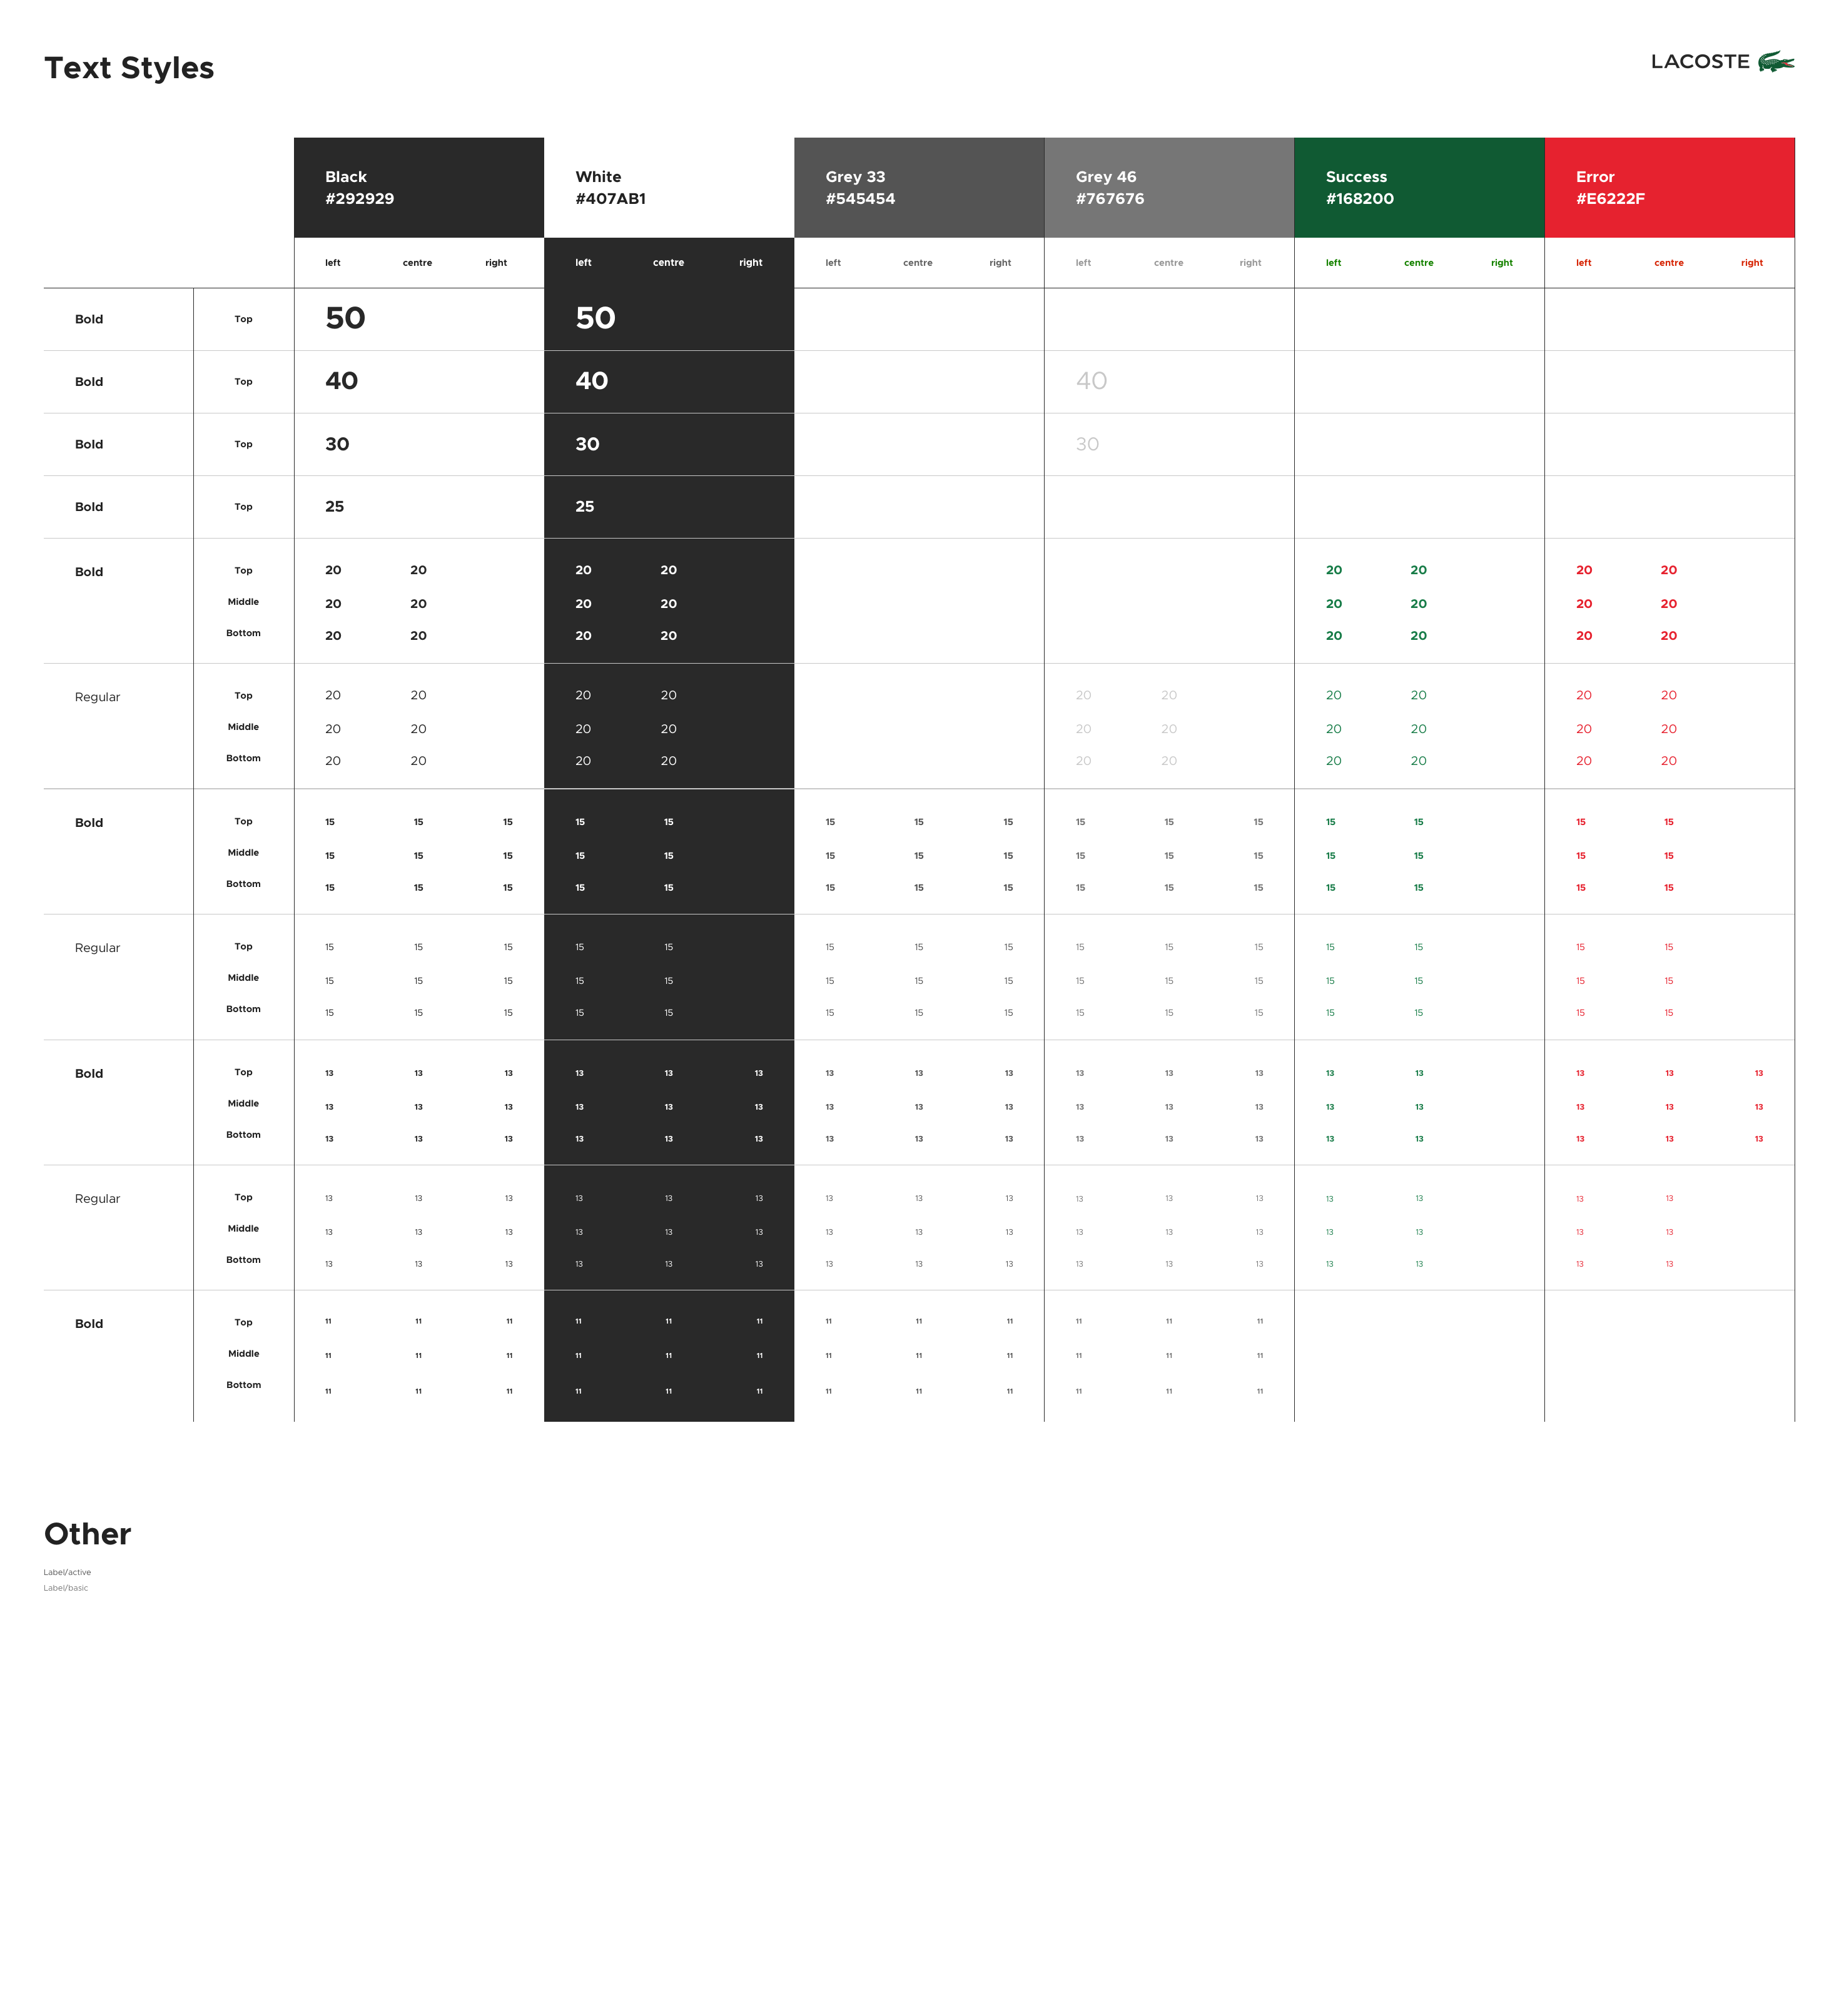 Text Styles
LACOSTE
Black White Grey 33 Grey 46 Success Error
#292929 #407AB1 #545454 #767676 #168200 #E6222F
left centre right left centre right left centre right left centre right left centre right left centre right
Bold Top 50 50
Bold Top 40 40 40
Bold Top 30 30 30
Bold Top 25 25
Bold Top 20 20 20 20 20 20 20 20
Middle 20 20 20 20 20 20 20 20
Bottom 20 20 20 20 20 20 20 20
Regular Top 20 20 20 20 20 20 20 20 20 20
Middle 20 20 20 20 20 20 20 20 20 20
Bottom 20 20 20 20 20 20 20 20 20 20
Bold Top 15 15 15 15 15 15 15 15 15 15 15 15 15 15 15
Middle 15 15 15 15 15 15 15 15 15 15 15 15 15 15 15
Bottom 15 15 15 15 15 15 15 15 15 15 15 15 15 15 15
Regular Top 15 15 15 15 15 15 15 15 15 15 15 15 15 15 15
Middle 15 15 15 15 15 15 15 15 15 15 15 15 15 15 15
Bottom 15 15 15 15 15 15 15 15 15 15 15 15 15 15 15
Bold Top 13 13 13 13 13 13 13 13 13 13 13 13 13 13 13 13 13
Middle 13 13 13 13 13 13 13 13 13 13 13 13 13 13 13 13 13
Bottom 13 13 13 13 13 13 13 13 13 13 13 13 13 13 13 13 13
Regular Top 13 13 13 13 13 13 13 13 13 13 13 13 13 13 13 13
Middle 13 13 13 13 13 13 13 13 13 13 13 13 13 13 13 13
Bottom 13 13 13 13 13 13 13 13 13 13 13 13 13 13 13 13
Bold Top 11 11 11 11 11 11 11 11 11 11 11 11
Middle 11 11 11 11 11 11 11 11 11 11 11 11
Bottom 11 11 11 11 11 11 11 11 11 11 11 11
Other
Label/active
Label/basic